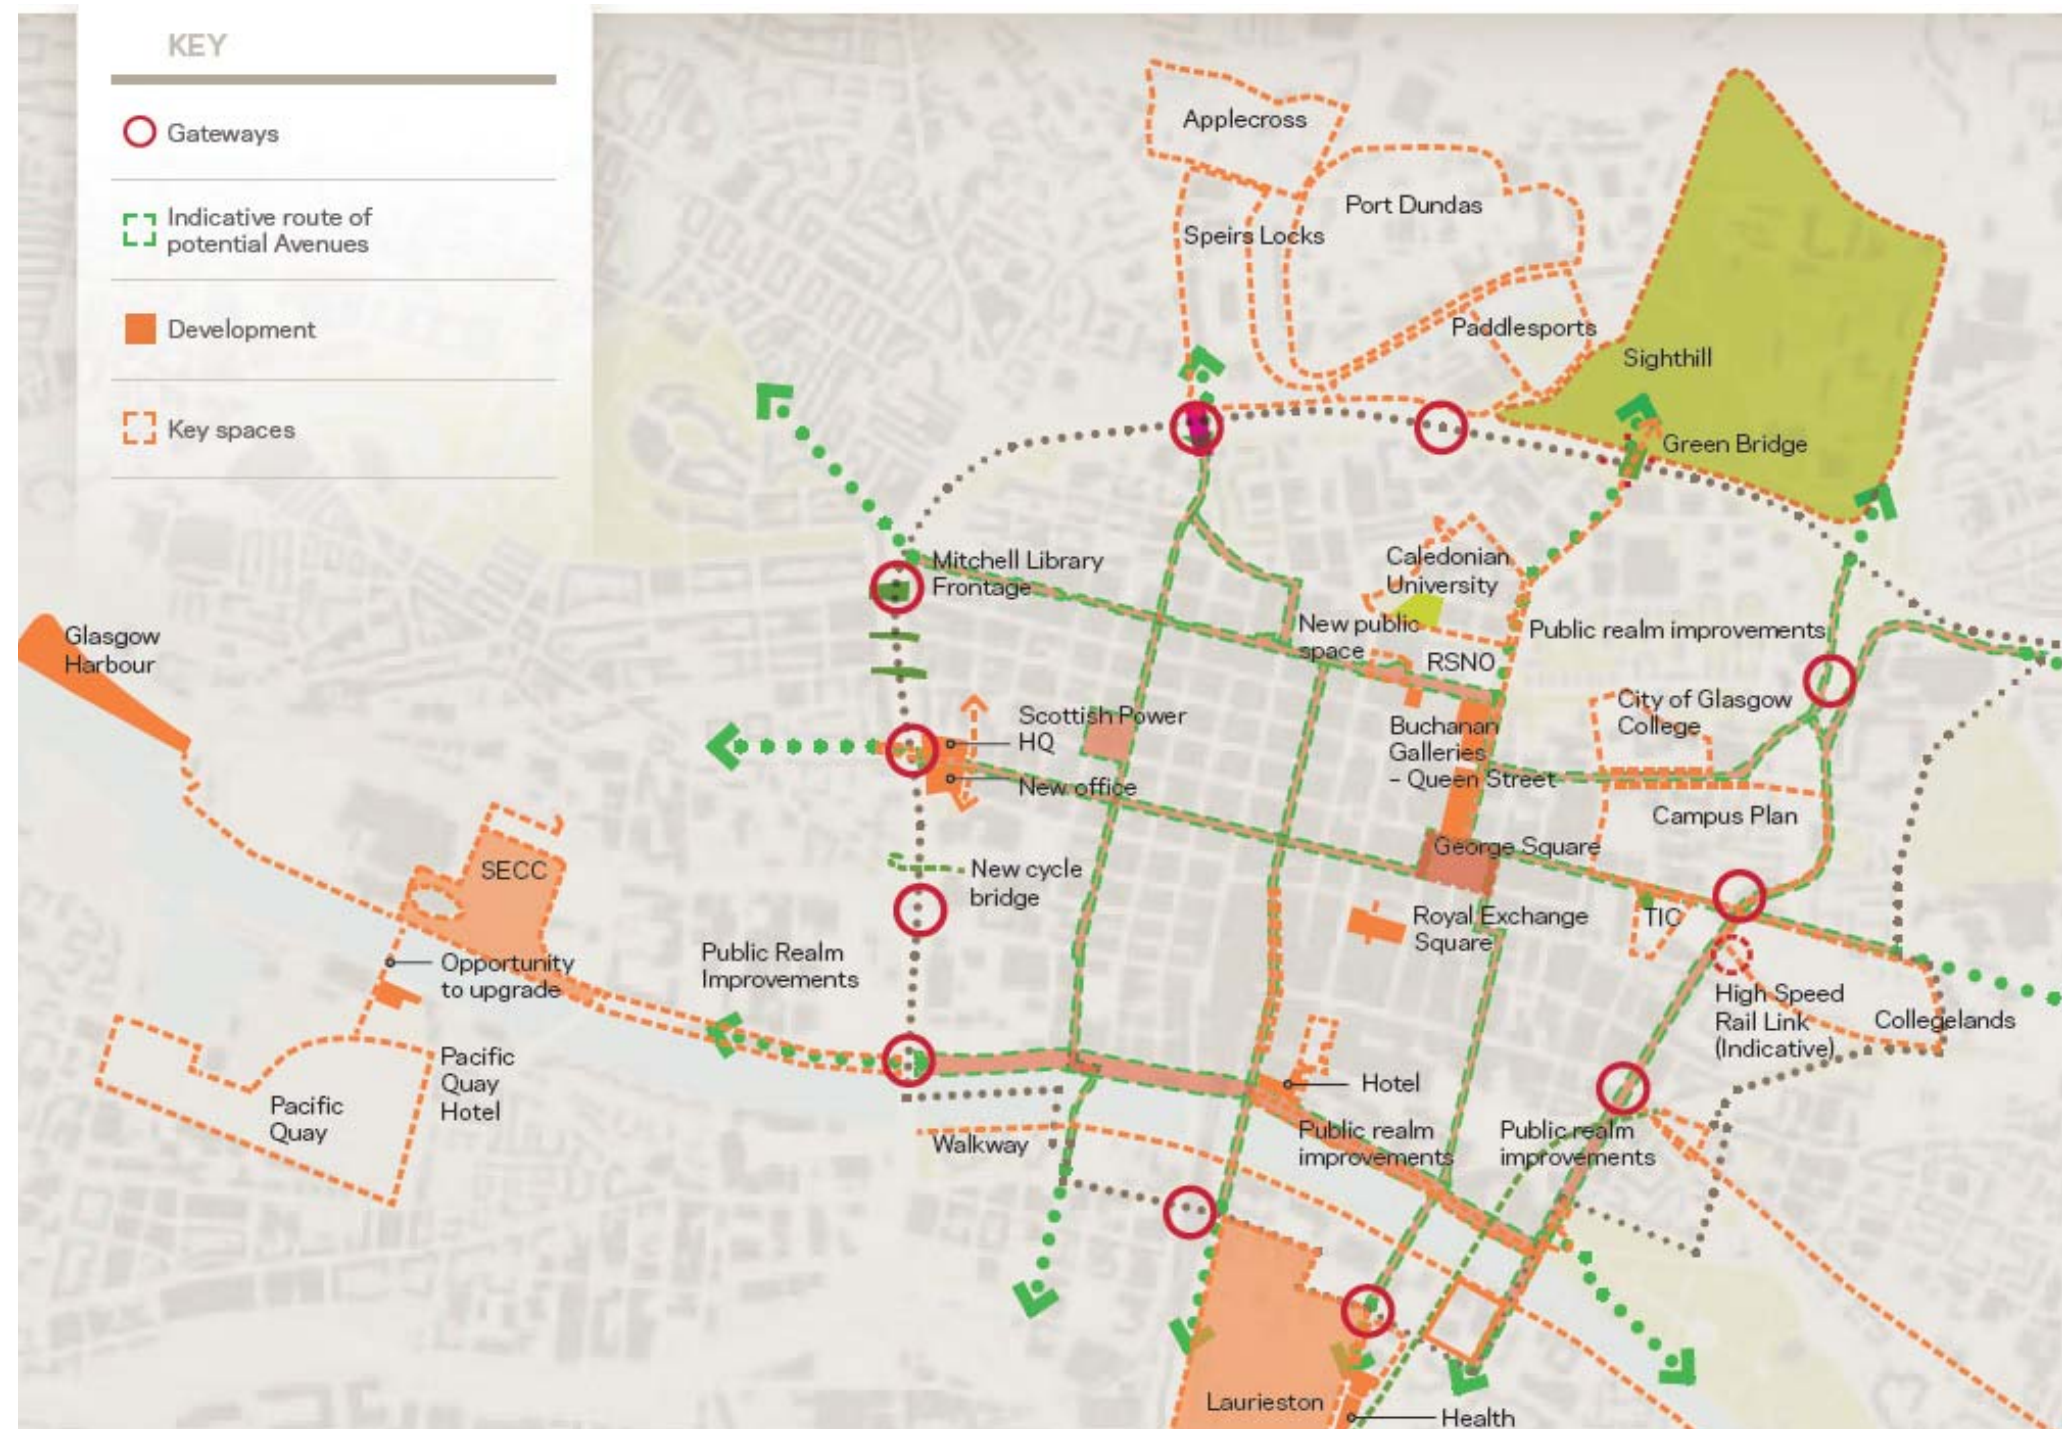 KEY
Gateways
Indicative route of
potential Avenues
Development
Key spaces
Applecross
Port Dundas
Speirs Locks
Paddlesports
Sighthill
Green Bridge
Mitchell Library
Frontage
Caledonian
University
New public
space
RSNO
Public realm improvements
Glasgow
Harbour
City of Glasgow
College
Scottish Power
HQ
New office
Buchanan
Galleries
– Queen Street
Campus Plan
George Square
SECC
New cycle
bridge
Royal Exchange
Square
TIC
Public Realm
Improvements
Opportunity
to upgrade
High Speed
Rail Link
(Indicative)
Collegelands
Pacific
Quay
Hotel
Pacific
Quay
Hotel
Walkway
Public realm
improvements
Public realm
improvements
Laurieston
Health